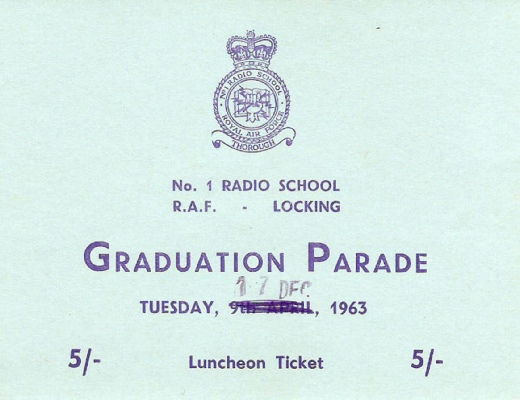 No 1 RADIO SCHOOL
ROYAL AIR FORCE
THOROUGH
No. 1 RADIO SCHOOL
R.A.F. - LOCKING
GRADUATION PARADE
17 DEC
TUESDAY, 9th APRIL, 1963
5/- Luncheon Ticket 5/-